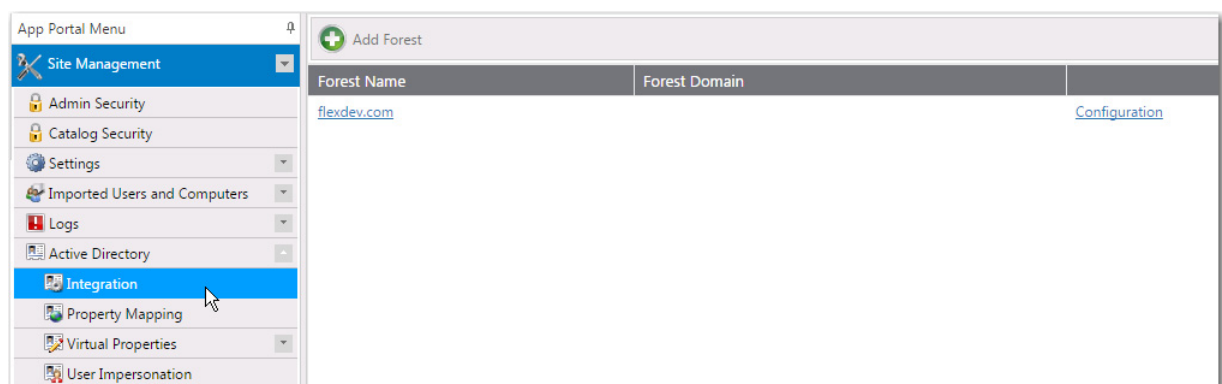 App Portal Menu
Site Management
Admin Security
Catalog Security
Settings
Imported Users and Computers
Logs
Active Directory
Integration
Property Mapping
Virtual Properties
User Impersonation
Add Forest
Forest Name Forest Domain
flexdev.com Configuration